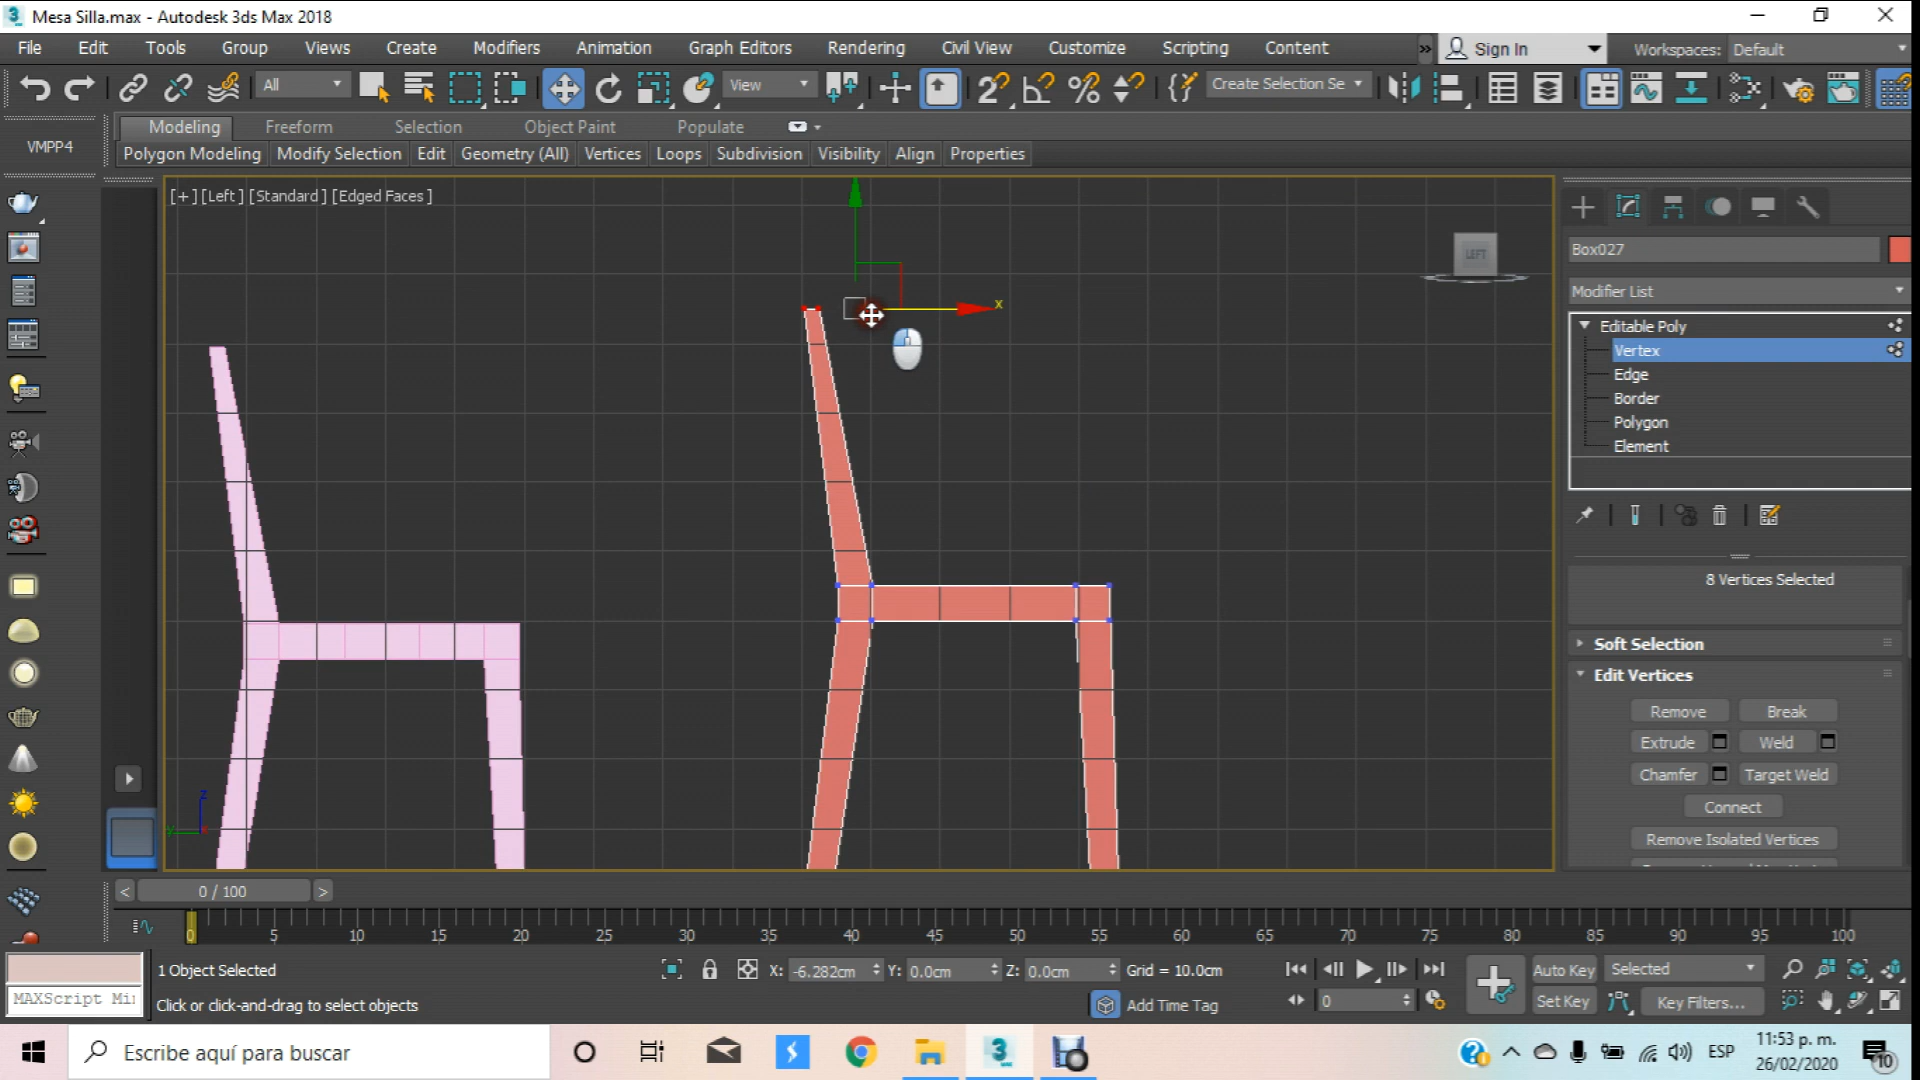 Mesa Silla.max - Autodesk 3ds Max 2018
File Edit Tools Group Views Create Modifiers Animation Graph Editors Rendering Civil View Customize Scripting Content » Sign In Workspaces: Default
All View Create Selection Se
VMPP4
Modeling Freeform Selection Object Paint Populate
Polygon Modeling Modify Selection Edit Geometry (All) Vertices Loops Subdivision Visibility Align Properties
[+] [Left] [Standard] [Edged Faces]
LEFT
x
z
y
x
Box027
Modifier List
Editable Poly
Vertex
Edge
Border
Polygon
Element
8 Vertices Selected
Soft Selection
Edit Vertices
Remove Break
Extrude Weld
Chamfer Target Weld
Connect
Remove Isolated Vertices
< 0 / 100 >
0 5 10 15 20 25 30 35 40 45 50 55 60 65 70 75 80 85 90 95 100
1 Object Selected X: -6.282cm Y: 0.0cm Z: 0.0cm Grid = 10.0cm Auto Key Selected
MAXScript Mi Click or click-and-drag to select objects Add Time Tag 0 Set Key Key Filters...
Escribe aquí para buscar
ESP
11:53 p. m.
26/02/2020
10